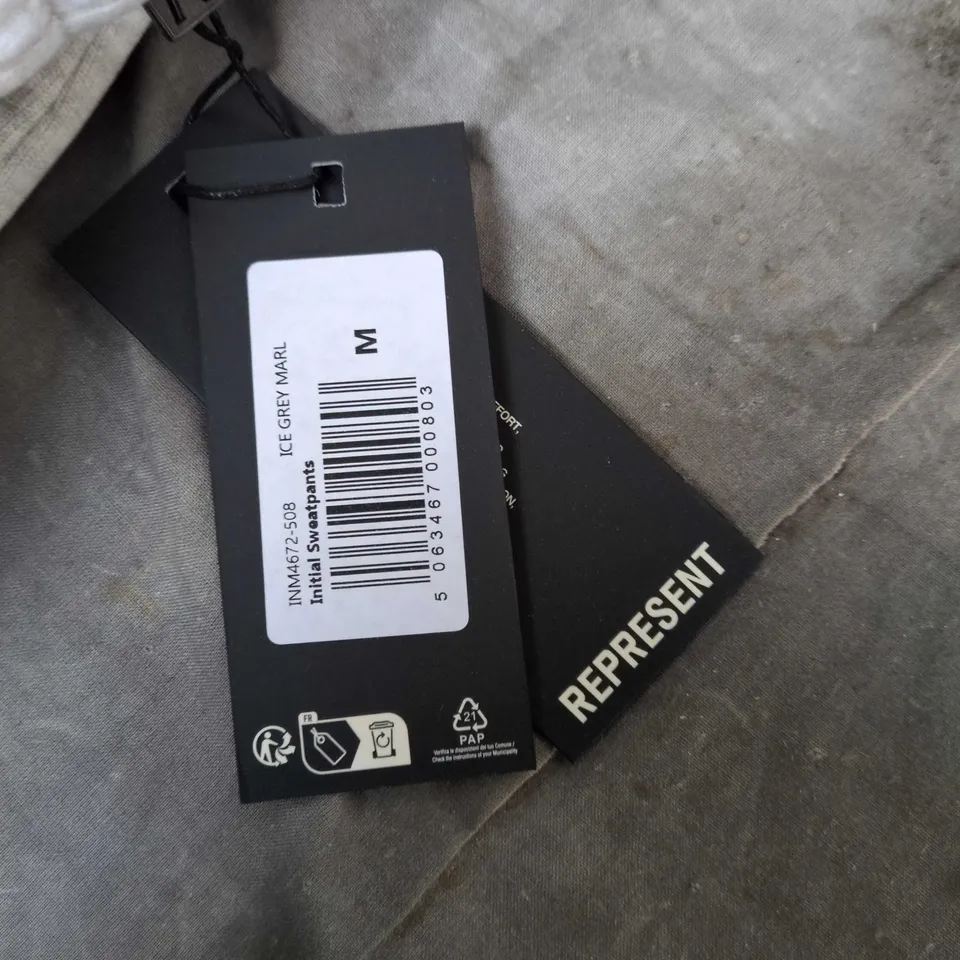 INM4672-508 ICE GREY MARL
Initial Sweatpants
M
5 063467 000803
FR
21
PAP
Verifica le disposizioni del tuo Comune /
Check the instructions of your Municipality
REPRESENT